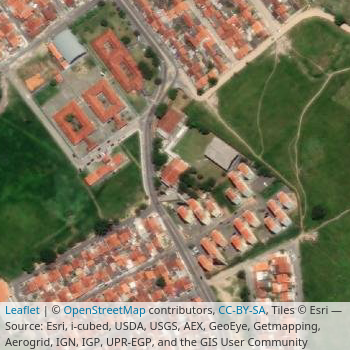 Leaflet | © OpenStreetMap contributors, CC-BY-SA, Tiles © Esri —
Source: Esri, i-cubed, USDA, USGS, AEX, GeoEye, Getmapping,
Aerogrid, IGN, IGP, UPR-EGP, and the GIS User Community